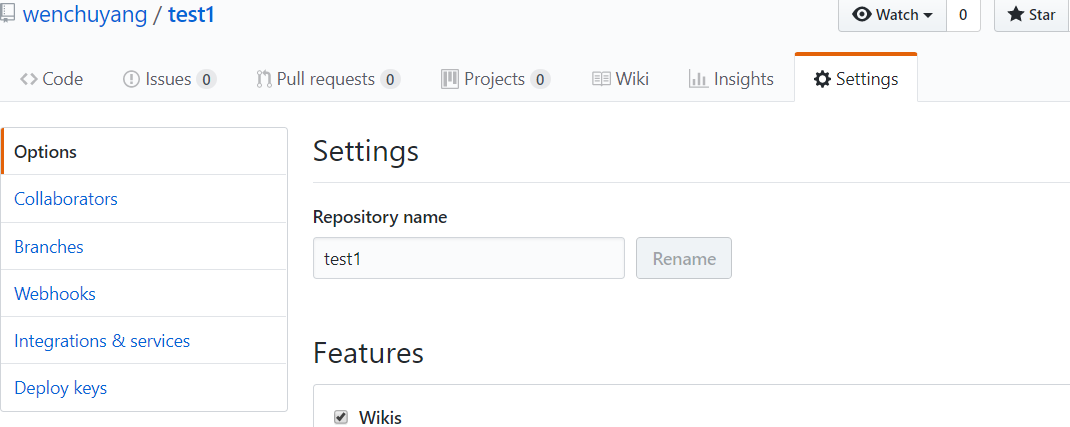 wenchuyang / test1
Watch 0 Star
Code Issues 0 Pull requests 0 Projects 0 Wiki Insights Settings
Options
Collaborators
Branches
Webhooks
Integrations & services
Deploy keys
Settings
Repository name
test1 Rename
Features
Wikis